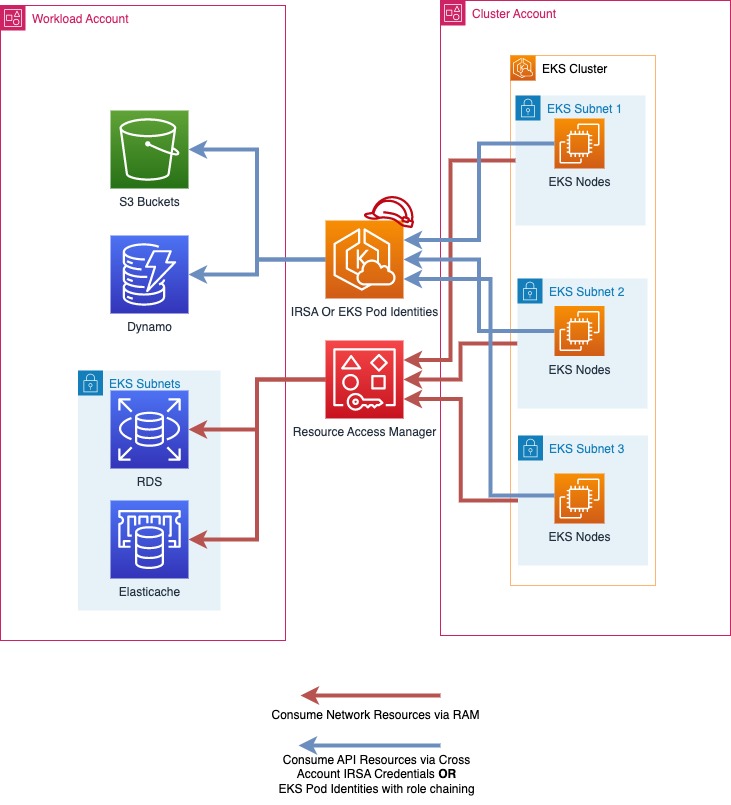 Workload Account
Cluster Account
EKS Cluster
EKS Subnet 1
EKS Nodes
S3 Buckets
EKS Subnet 2
IRSA Or EKS Pod Identities
Dynamo
EKS Nodes
EKS Subnets
Resource Access Manager
EKS Subnet 3
RDS
EKS Nodes
Elasticache
Consume Network Resources via RAM
Consume API Resources via Cross
Account IRSA Credentials OR
EKS Pod Identities with role chaining